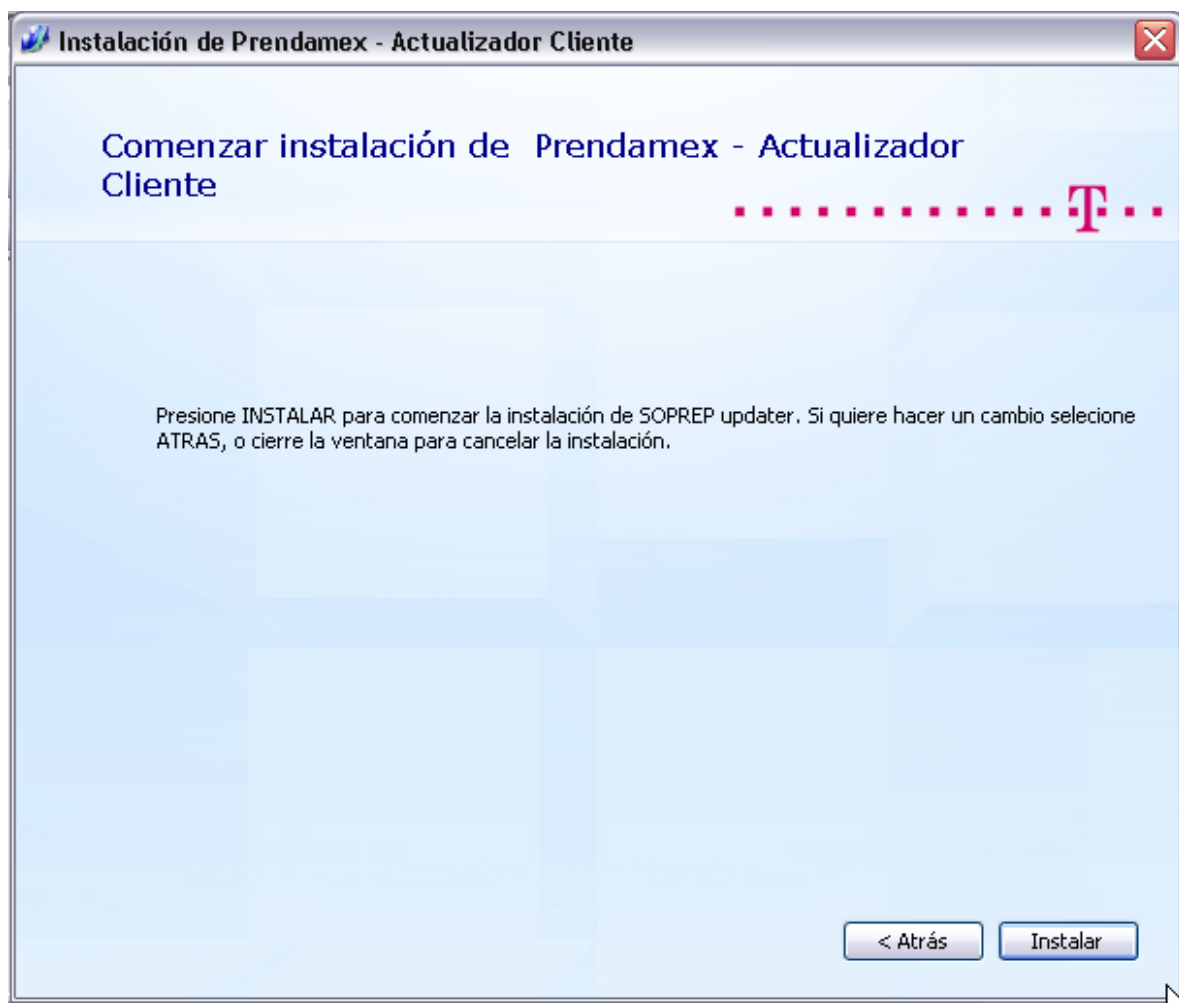 Instalación de Prendamex - Actualizador Cliente
Comenzar instalación de Prendamex - Actualizador
Cliente
T
Presione INSTALAR para comenzar la instalación de SOPREP updater. Si quiere hacer un cambio selecione
ATRAS, o cierre la ventana para cancelar la instalación.
< Atrás
Instalar